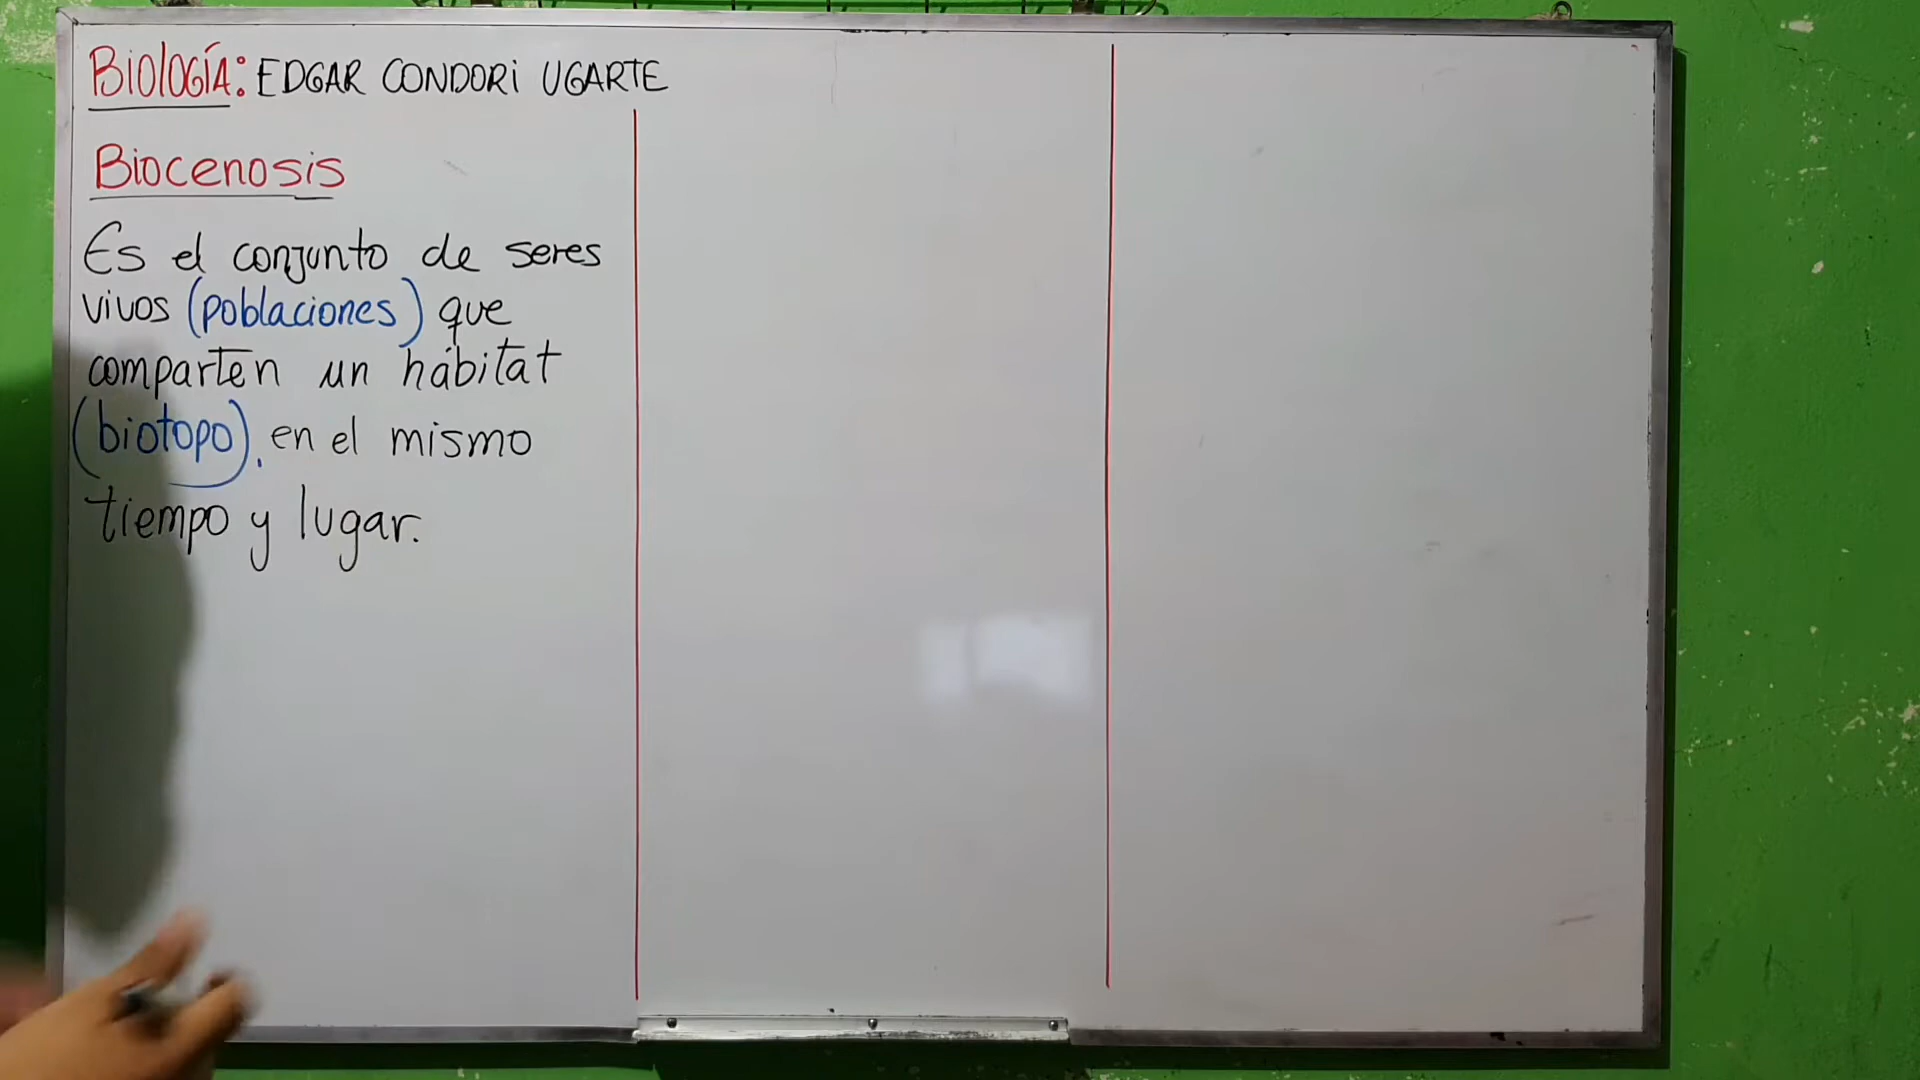 BIOLOGÍA: EDGAR CONDORI UGARTE
Biocenosis
Es el conjunto de seres
vivos (poblaciones) que
comparten un hábitat
(biotopo), en el mismo
tiempo y lugar.